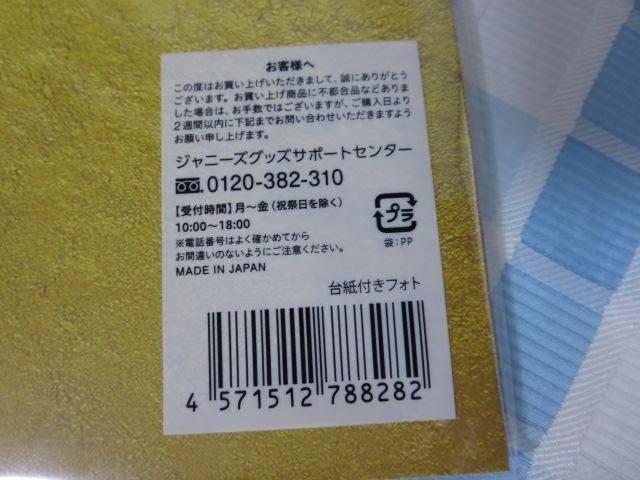 お客様へ
この度はお買い上げいただきまして、誠にありがとう
ございます。お買い上げ商品に不都合品などありま
した場合は、お手数ではございますが、ご購入日より
2週間以内に下記までお問い合わせいただきますよう
お願い申し上げます。
ジャニーズグッズサポートセンター
0120-382-310
【受付時間】月～金（祝祭日を除く）
10:00～18:00
※電話番号はよく確かめてから
お間違いのないようにご注意ください。
MADE IN JAPAN
プラ
袋:PP
台紙付きフォト
4 571512 788282